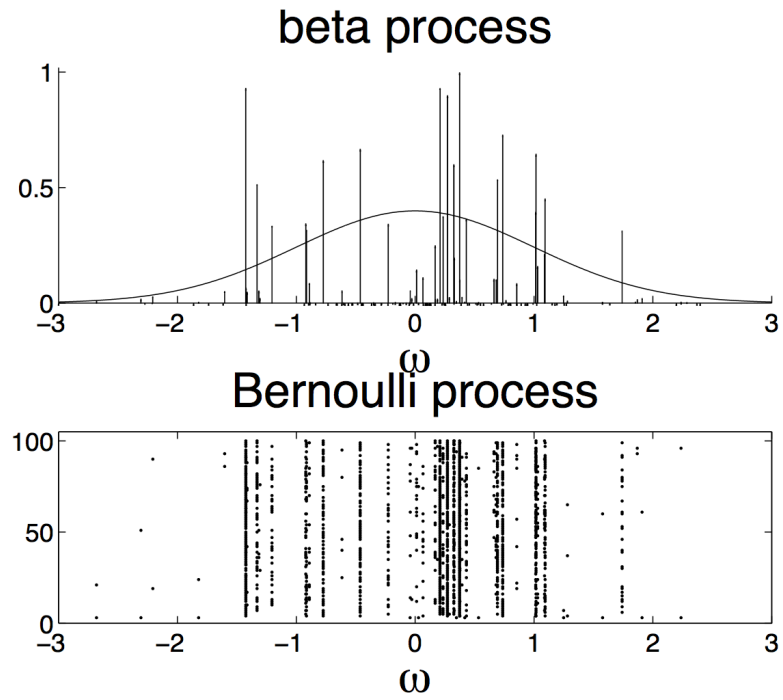 beta process
1
0.5
0
−3 −2 −1 0 1 2 3
ω
Bernoulli process
100
50
0
−3 −2 −1 0 1 2 3
ω